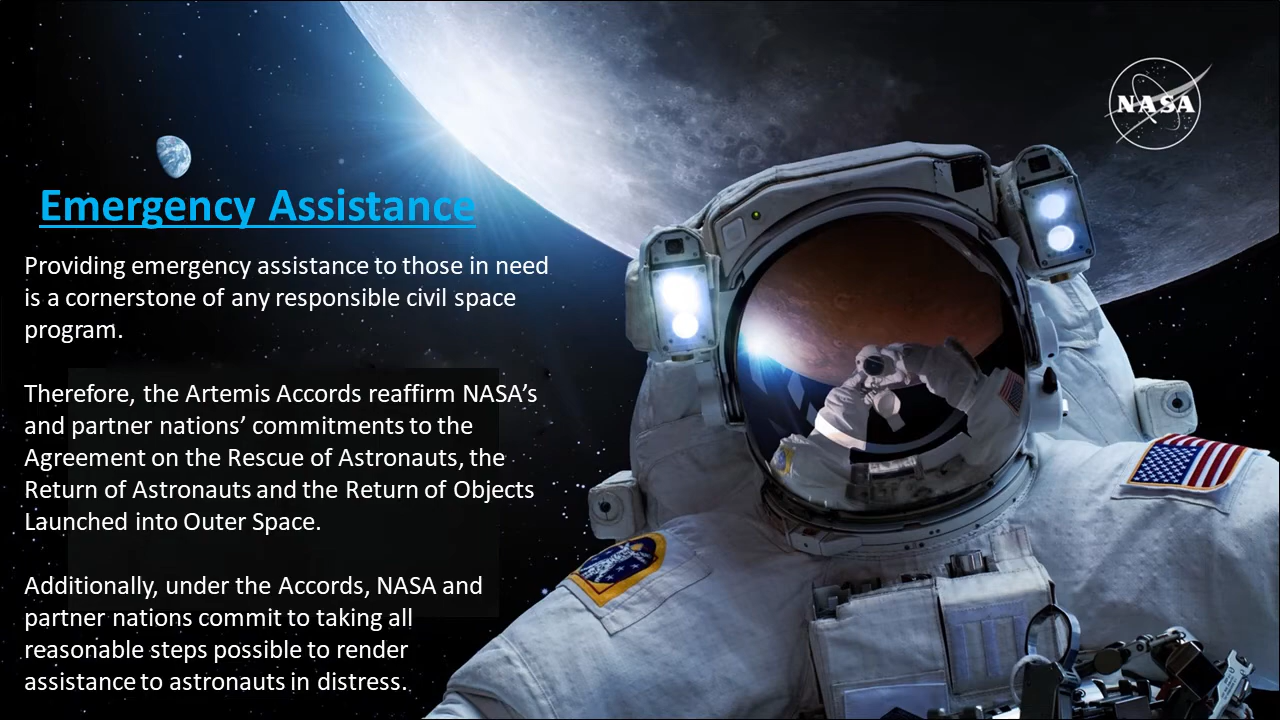 NASA
Emergency Assistance
Providing emergency assistance to those in need
is a cornerstone of any responsible civil space
program.
Therefore, the Artemis Accords reaffirm NASA’s
and partner nations’ commitments to the
Agreement on the Rescue of Astronauts, the
Return of Astronauts and the Return of Objects
Launched into Outer Space.
Additionally, under the Accords, NASA and
partner nations commit to taking all
reasonable steps possible to render
assistance to astronauts in distress.